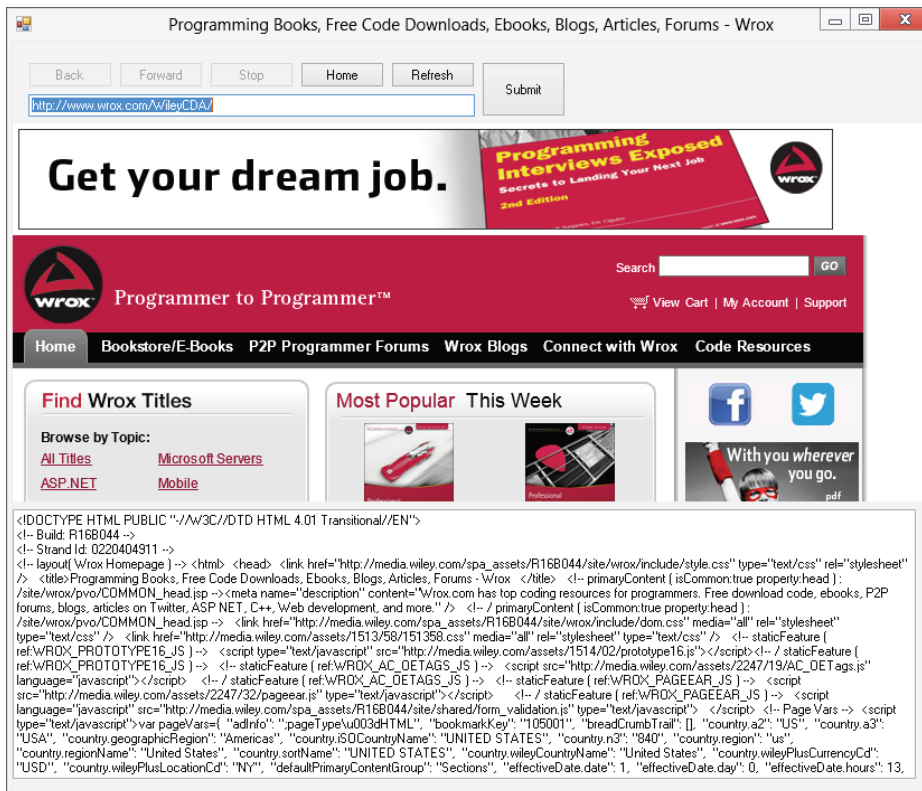 Programming Books, Free Code Downloads, Ebooks, Blogs, Articles, Forums - Wrox
Back Forward Stop Home Refresh Submit
http://www.wrox.com/WileyCDA/
Get your dream job.
Programming
Interviews Exposed
Secrets to Landing Your Next Job
2nd Edition
wrox
wrox
Programmer to Programmer™
Search GO
View Cart | My Account | Support
Home Bookstore/E-Books P2P Programmer Forums Wrox Blogs Connect with Wrox Code Resources
Find Wrox Titles
Browse by Topic:
All Titles Microsoft Servers
ASP.NET Mobile
Most Popular This Week
Professional Professional
With you wherever
you go.
pdf
<!DOCTYPE HTML PUBLIC "-//W3C//DTD HTML 4.01 Transitional//EN">
<!-- Build: R16B044 -->
<!-- Strand Id: 0220404911 -->
<!-- layout( Wrox Homepage ) --> <html> <head> <link href="http://media.wiley.com/spa_assets/R16B044/site/wrox/include/style.css" type="text/css" rel="stylesheet"
/> <title>Programming Books, Free Code Downloads, Ebooks, Blogs, Articles, Forums - Wrox </title> <!-- primaryContent ( isCommon:true property:head ) :
/site/wrox/pvo/COMMON_head.jsp --><meta name="description" content="Wrox.com has top coding resources for programmers. Free download code, ebooks, P2P
forums, blogs, articles on Twitter, ASP NET, C++, Web development, and more." /> <!-- / primaryContent ( isCommon:true property:head ) :
/site/wrox/pvo/COMMON_head.jsp --> <link href="http://media.wiley.com/spa_assets/R16B044/site/wrox/include/dom.css" media="all" rel="stylesheet"
type="text/css" /> <link href="http://media.wiley.com/assets/1513/58/151358.css" media="all" rel="stylesheet" type="text/css" /> <!-- staticFeature (
ref:WROX_PROTOTYPE16_JS ) --> <script type="text/javascript" src="http://media.wiley.com/assets/1514/02/prototype16.js"></script><!-- / staticFeature (
ref:WROX_PROTOTYPE16_JS ) --> <!-- staticFeature ( ref:WROX_AC_OETAGS_JS ) --> <script src="http://media.wiley.com/assets/2247/19/AC_OETags.js"
language="javascript"></script> <!-- / staticFeature ( ref:WROX_AC_OETAGS_JS ) --> <!-- staticFeature ( ref:WROX_PAGEEAR_JS ) --> <script
src="http://media.wiley.com/assets/2247/32/pageear.js" type="text/javascript"></script> <!-- / staticFeature ( ref:WROX_PAGEEAR_JS ) --> <script
language="javascript" src="http://media.wiley.com/spa_assets/R16B044/site/shared/form_validation.js" type="text/javascript"> </script> <!-- Page Vars --> <script
type="text/javascript">var pageVars={ "adInfo": ";pageType\u003dHTML", "bookmarkKey": "105001", "breadCrumbTrail": [], "country.a2": "US", "country.a3":
"USA", "country.geographicRegion": "Americas", "country.iSOCountryName": "UNITED STATES", "country.n3": "840", "country.region": "us",
"country.regionName": "United States", "country.sortName": "UNITED STATES", "country.wileyCountryName": "United States", "country.wileyPlusCurrencyCd":
"USD", "country.wileyPlusLocationCd": "NY", "defaultPrimaryContentGroup": "Sections", "effectiveDate.date": 1, "effectiveDate.day": 0, "effectiveDate.hours": 13,